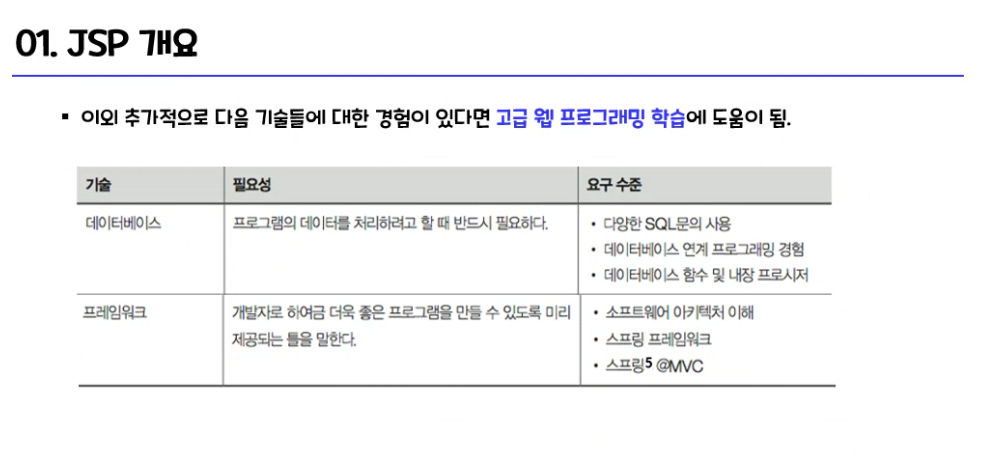 01. JSP 개요
▪ 이외 추가적으로 다음 기술들에 대한 경험이 있다면 고급 웹 프로그래밍 학습에 도움이 됨.
기술 필요성 요구 수준
데이터베이스 프로그램의 데이터를 처리하려고 할 때 반드시 필요하다. • 다양한 SQL문의 사용
• 데이터베이스 연계 프로그래밍 경험
• 데이터베이스 함수 및 내장 프로시저
프레임워크 개발자로 하여금 더욱 좋은 프로그램을 만들 수 있도록 미리 • 소프트웨어 아키텍처 이해
제공되는 틀을 말한다. • 스프링 프레임워크
• 스프링5 @MVC